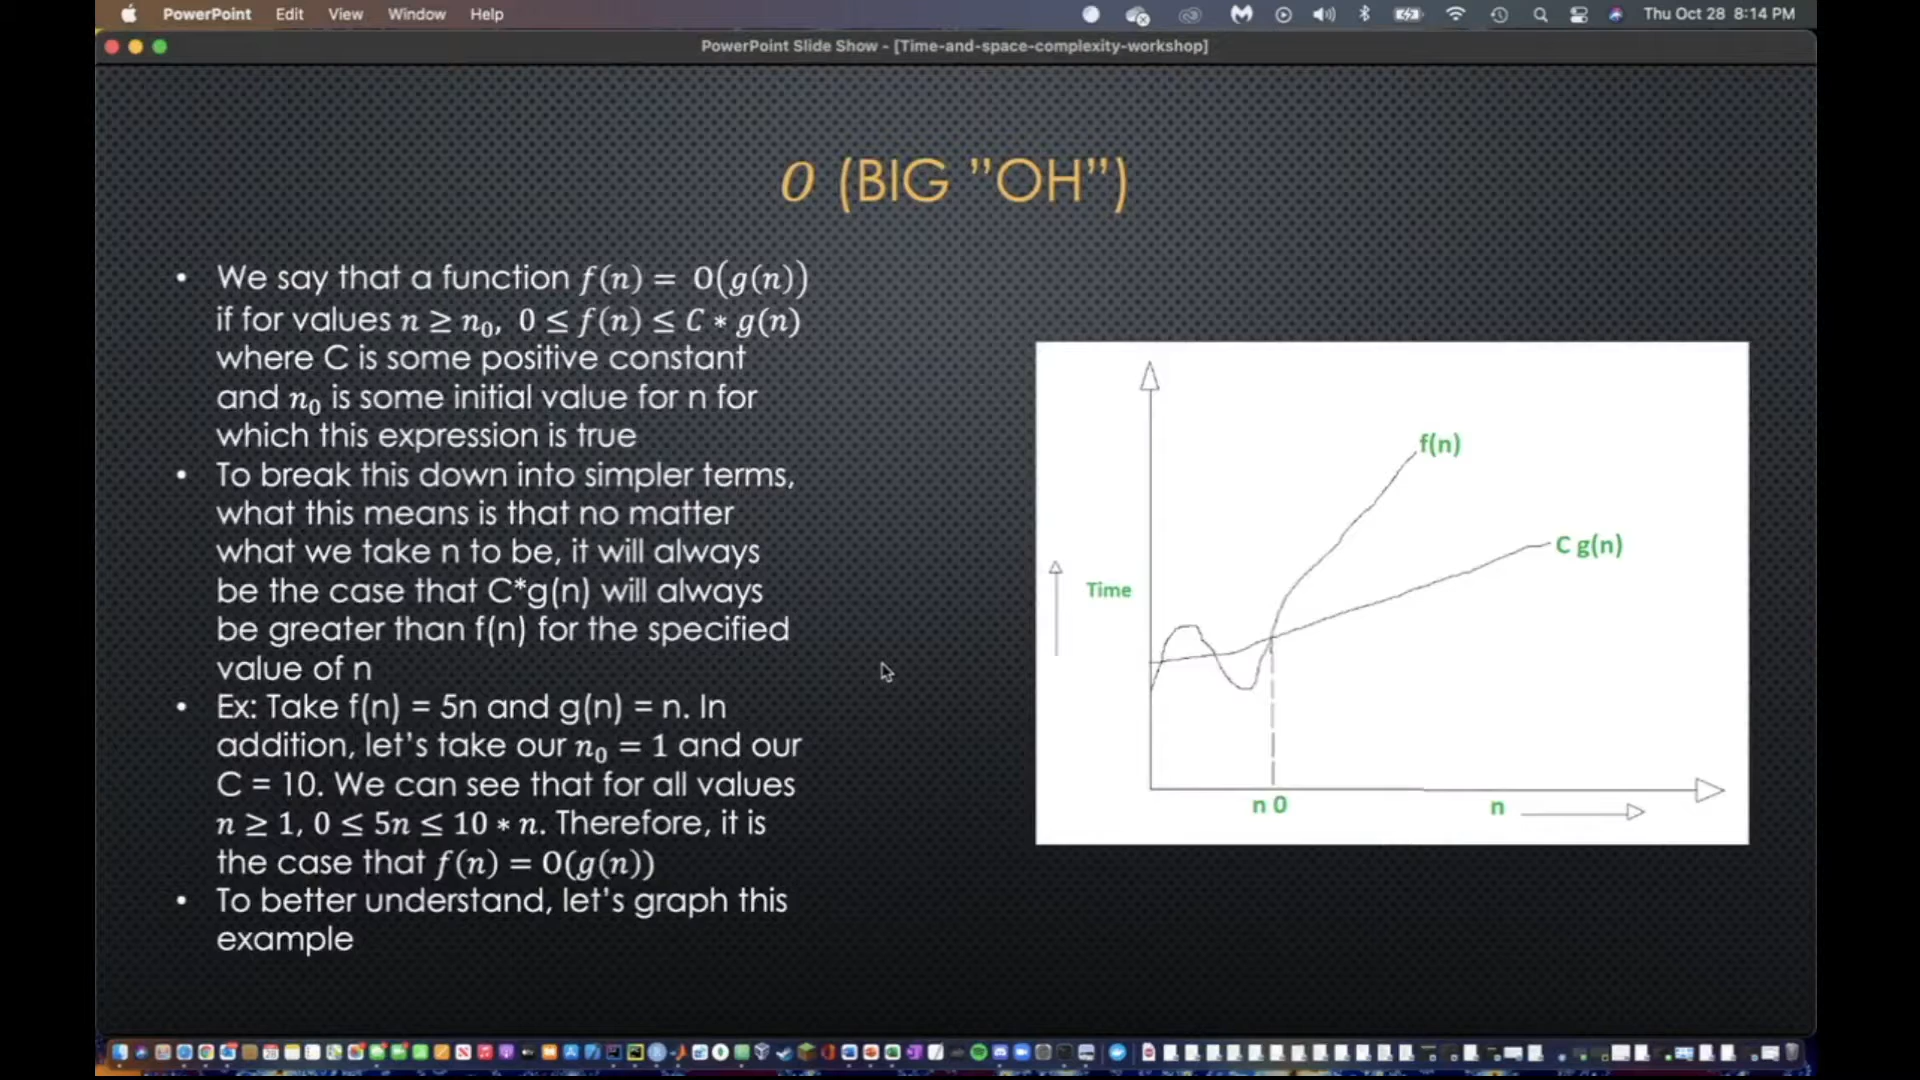 PowerPoint Edit View Window Help Thu Oct 28 8:14 PM
PowerPoint Slide Show - [Time-and-space-complexity-workshop]
O (BIG ”OH”)
• We say that a function f(n) = O(g(n))
if for values n ≥ n₀, 0 ≤ f(n) ≤ C * g(n)
where C is some positive constant
and n₀ is some initial value for n for
which this expression is true
• To break this down into simpler terms,
what this means is that no matter
what we take n to be, it will always
be the case that C*g(n) will always
be greater than f(n) for the specified
value of n
• Ex: Take f(n) = 5n and g(n) = n. In
addition, let’s take our n₀ = 1 and our
C = 10. We can see that for all values
n ≥ 1, 0 ≤ 5n ≤ 10 * n. Therefore, it is
the case that f(n) = O(g(n))
• To better understand, let’s graph this
example
f(n)
C g(n)
Time
n 0
n